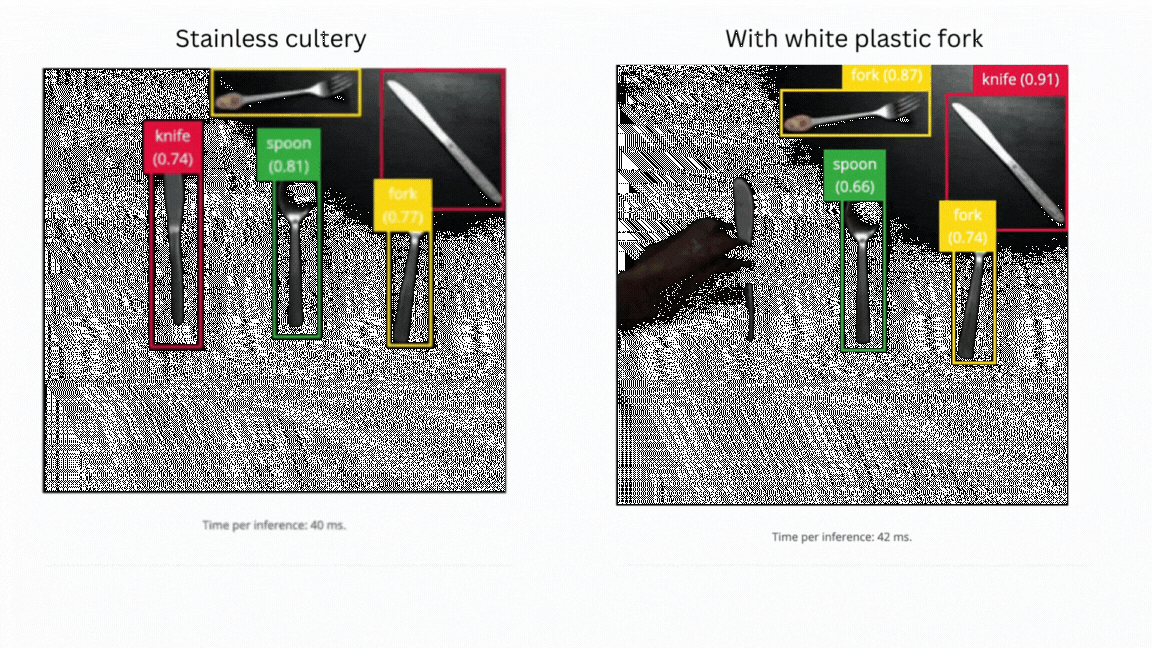 Stainless cultery
knife
(0.74)
spoon
(0.81)
fork
(0.77)
Time per inference: 40 ms.
With white plastic fork
fork (0.87)
knife (0.91)
spoon
(0.66)
fork
(0.74)
Time per inference: 42 ms.